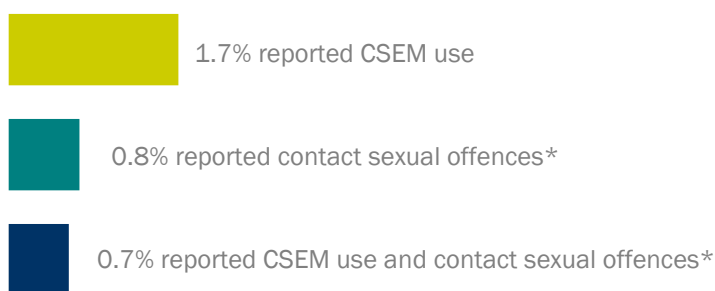 1.7% reported CSEM use
0.8% reported contact sexual offences*
0.7% reported CSEM use and contact sexual offences*